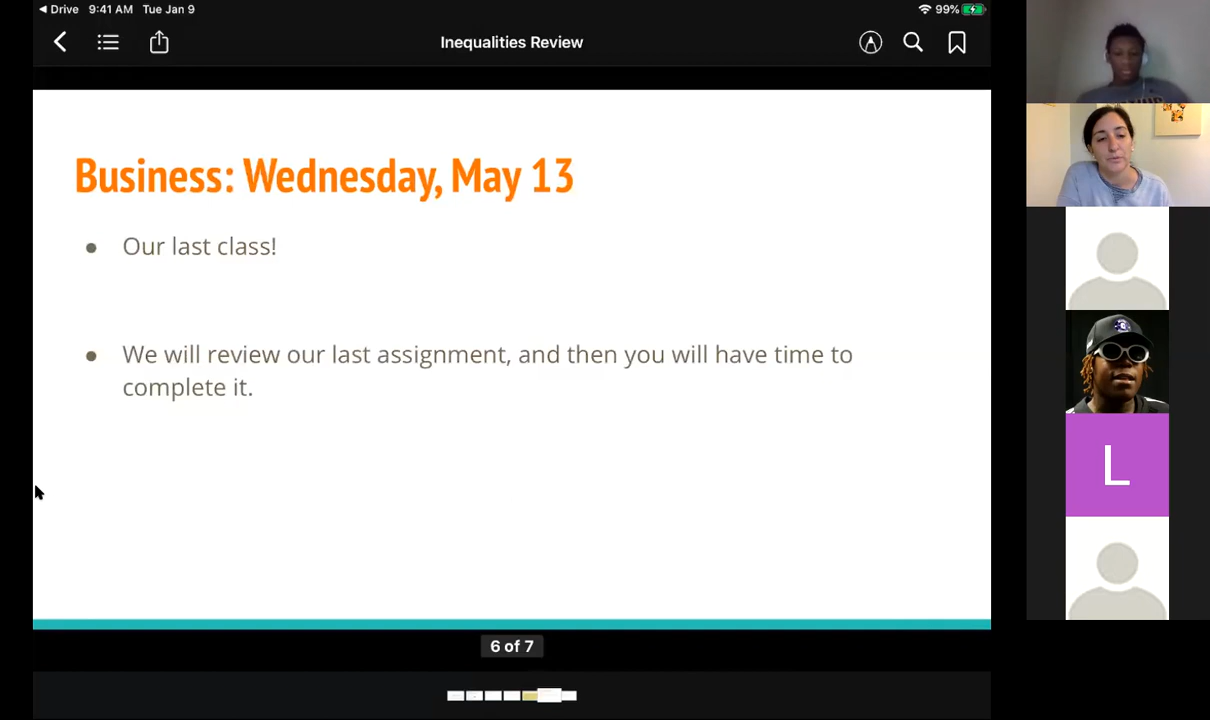 Drive 9:41 AM Tue Jan 9 99%
Inequalities Review
Business: Wednesday, May 13
● Our last class!
● We will review our last assignment, and then you will have time to
complete it.
L
6 of 7